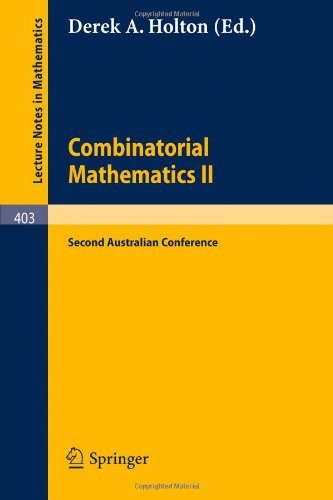 Derek A. Holton (Ed.)
Lecture Notes in Mathematics
403
Combinatorial
Mathematics II
Second Australian Conference
Springer